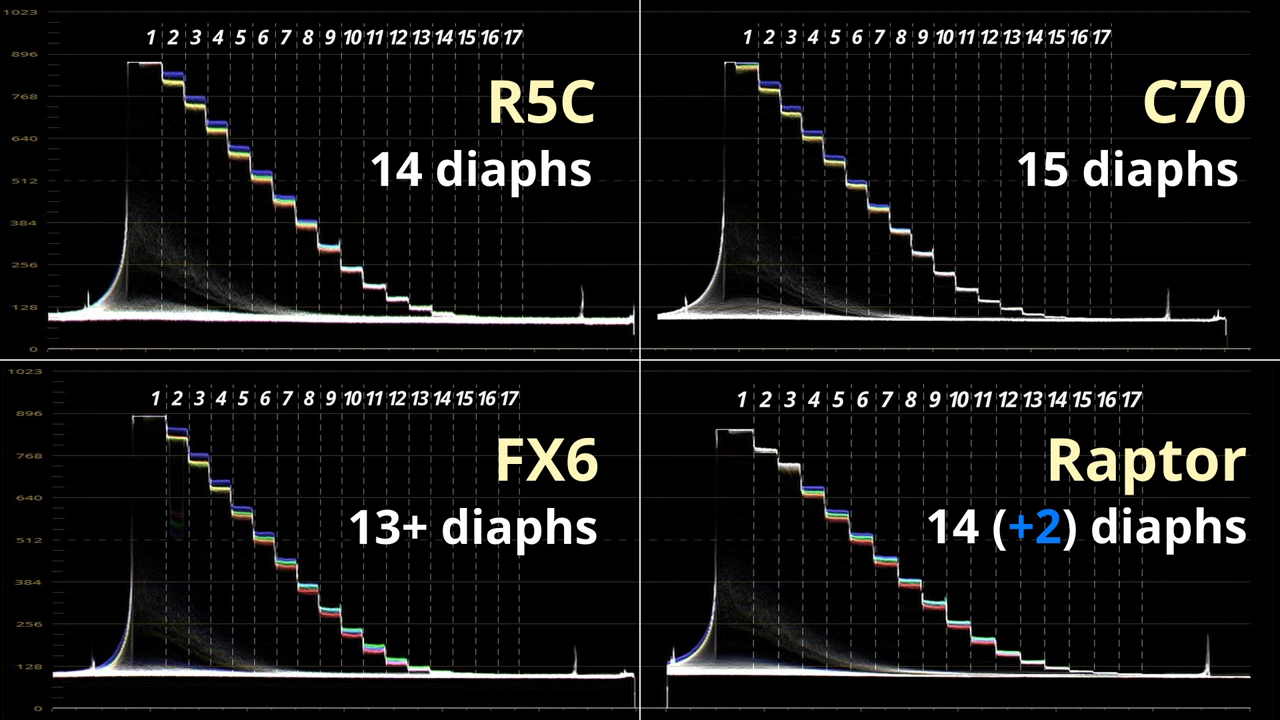 1023
1 2 3 4 5 6 7 8 9 10 11 12 13 14 15 16 17
896
R5C
768
640
14 diaphs
512
384
256
128
0
1 2 3 4 5 6 7 8 9 10 11 12 13 14 15 16 17
C70
15 diaphs
1023
1 2 3 4 5 6 7 8 9 10 11 12 13 14 15 16 17
896
FX6
768
640
13+ diaphs
512
384
256
128
0
1 2 3 4 5 6 7 8 9 10 11 12 13 14 15 16 17
Raptor
14 (+2) diaphs